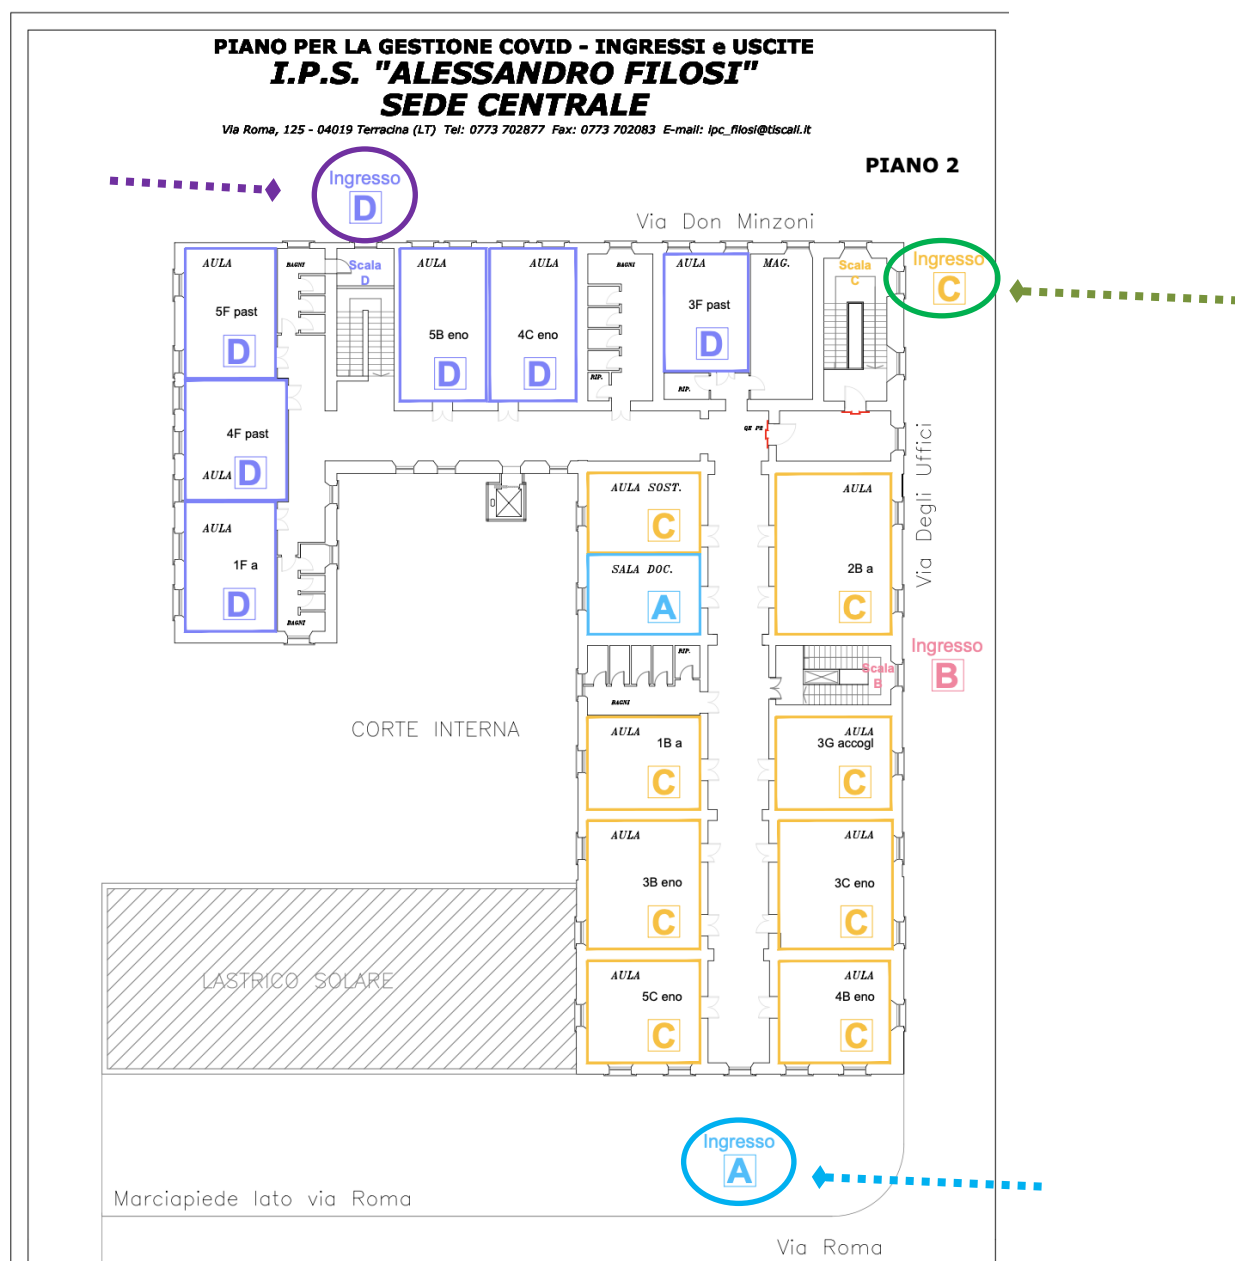 PIANO PER LA GESTIONE COVID - INGRESSI e USCITE
I.P.S. "ALESSANDRO FILOSI"
SEDE CENTRALE
Via Roma, 125 - 04019 Terracina (LT) Tel: 0773 702877 Fax: 0773 702083 E-mail: ipc_filosi@tiscali.it
PIANO 2
Ingresso
D
Via Don Minzoni
Ingresso
C
AULA
5F past
D
BAGNI
Scala
D
AULA
5B eno
D
AULA
4C eno
D
BAGNI
RIP.
AULA
3F past
D
RIP.
MAG.
Scala
C
QE P2
4F past
AULA
D
AULA
1F a
D
BAGNI
Via Degli Uffici
AULA SOST.
C
AULA
2B a
C
SALA DOC.
A
RIP.
BAGNI
Scala
B
Ingresso
B
CORTE INTERNA
AULA
1B a
C
AULA
3G accogl
C
AULA
3B eno
C
AULA
3C eno
C
LASTRICO SOLARE
AULA
5C eno
C
AULA
4B eno
C
Ingresso
A
Marciapiede lato via Roma
Via Roma